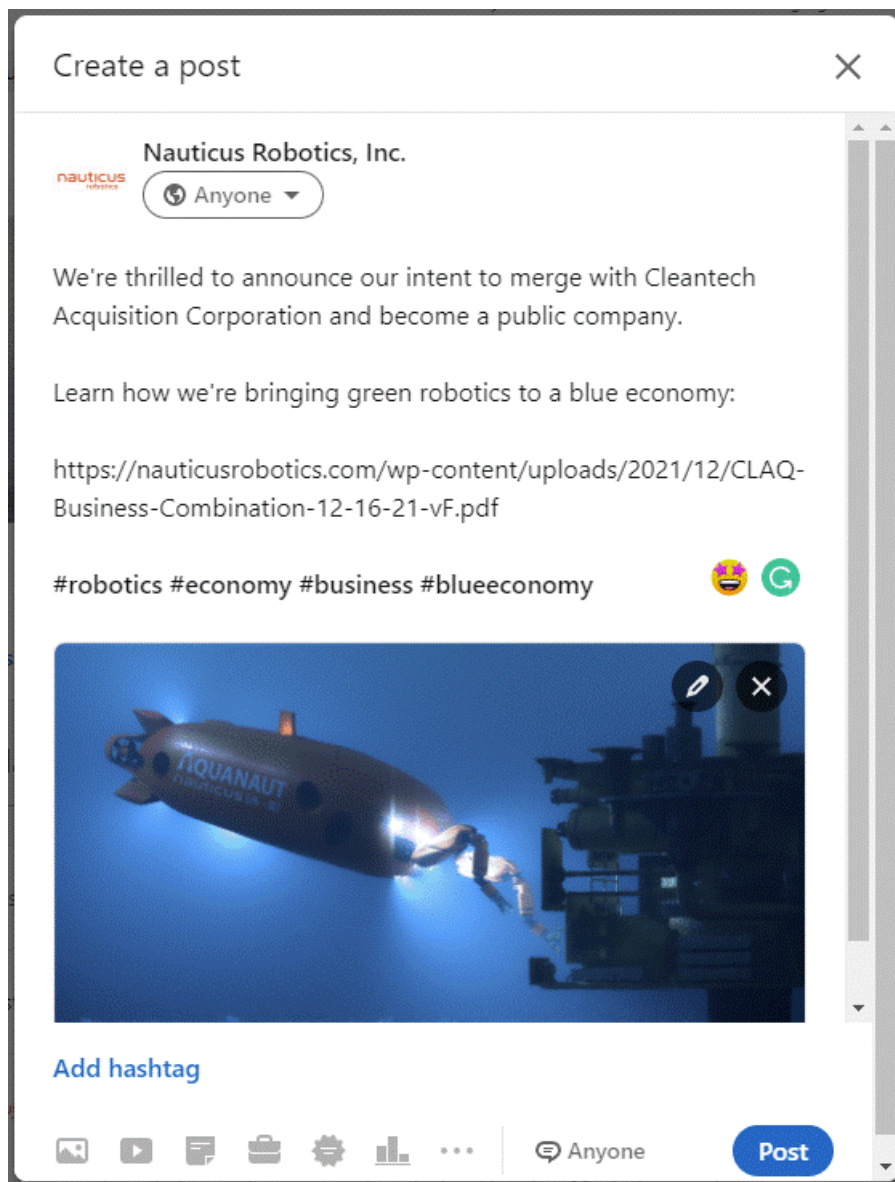 Create a post
nauticus
robotics
Nauticus Robotics, Inc.
Anyone
We're thrilled to announce our intent to merge with Cleantech
Acquisition Corporation and become a public company.
Learn how we're bringing green robotics to a blue economy:
https://nauticusrobotics.com/wp-content/uploads/2021/12/CLAQ-
Business-Combination-12-16-21-vF.pdf
#robotics #economy #business #blueeconomy
AQUANAUT
nauticus
Add hashtag
Anyone
Post